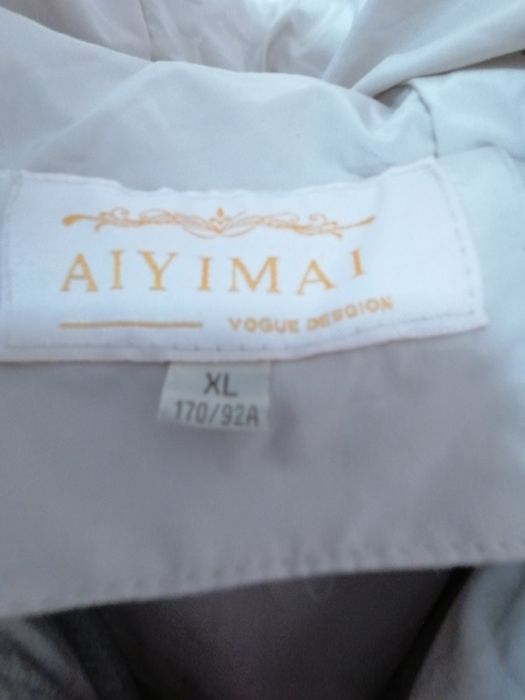 AIYIMAI
VOGUE DESGION
XL
170/92A